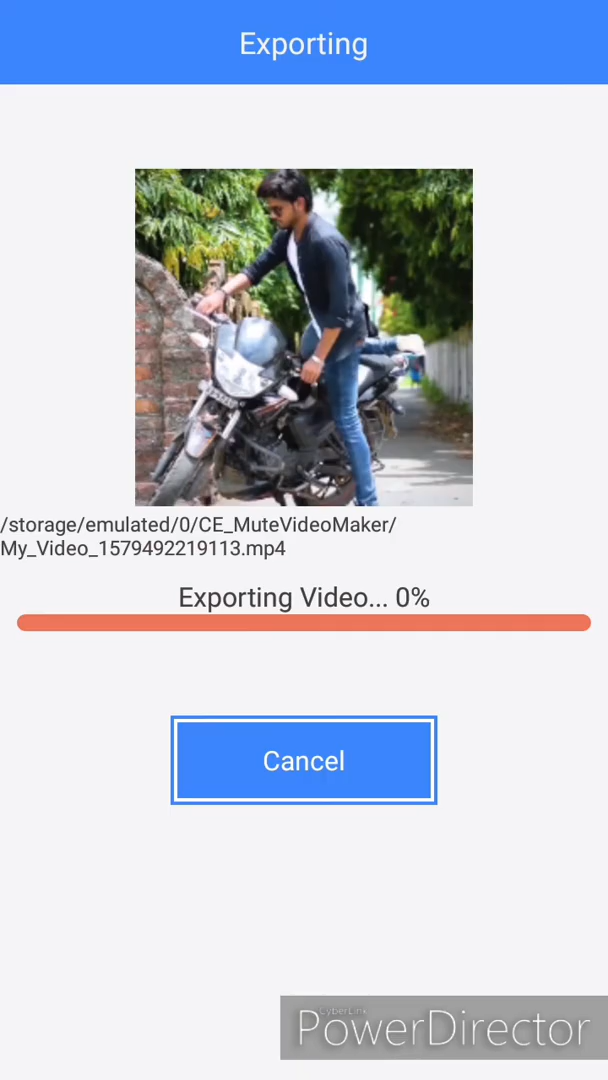 Exporting
/storage/emulated/0/CE_MuteVideoMaker/
My_Video_1579492219113.mp4
Exporting Video... 0%
Cancel
CyberLink
PowerDirector